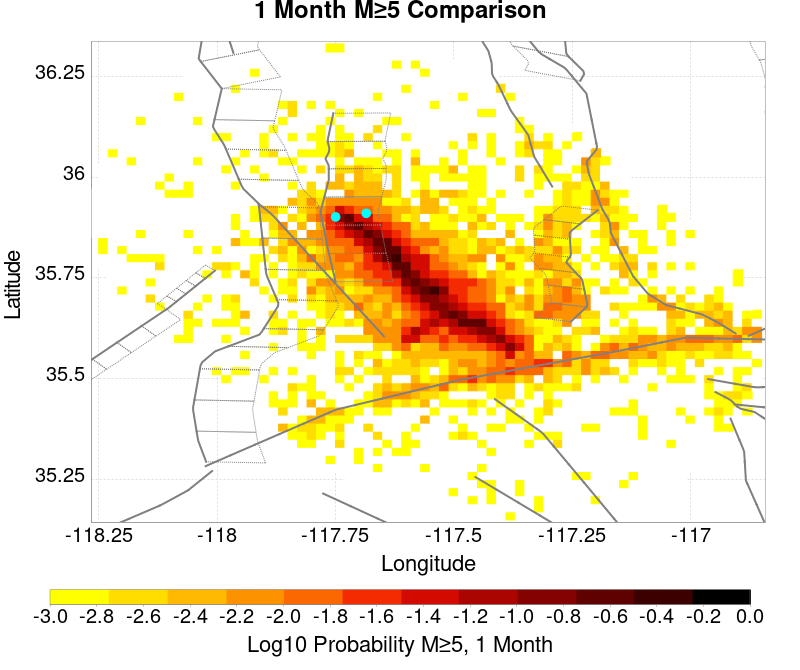 1 Month M≥5 Comparison
36.25
36
35.75
35.5
35.25
Latitude
-118.25 -118 -117.75 -117.5 -117.25 -117
Longitude
-3.0 -2.8 -2.6 -2.4 -2.2 -2.0 -1.8 -1.6 -1.4 -1.2 -1.0 -0.8 -0.6 -0.4 -0.2 0.0
Log10 Probability M≥5, 1 Month